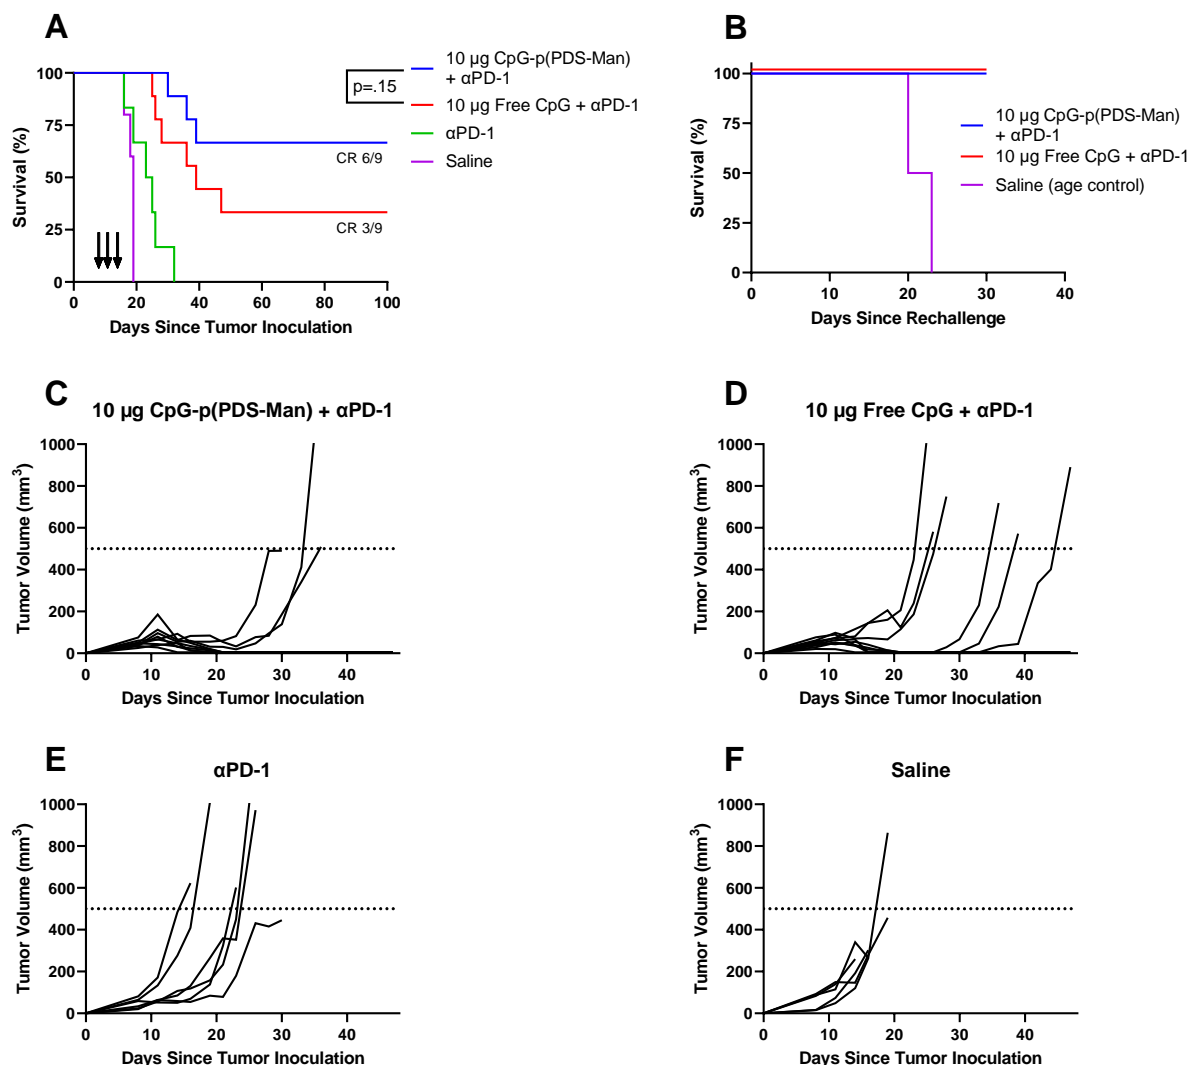 A
100
75
50
25
0
Survival (%)
0 20 40 60 80 100
Days Since Tumor Inoculation
p=.15
10 µg CpG-p(PDS-Man)
+ αPD-1
10 µg Free CpG + αPD-1
αPD-1
Saline
CR 6/9
CR 3/9
B
100
75
50
25
0
Survival (%)
0 10 20 30 40
Days Since Rechallenge
10 µg CpG-p(PDS-Man)
+ αPD-1
10 µg Free CpG + αPD-1
Saline (age control)
C
10 µg CpG-p(PDS-Man) + αPD-1
1000
800
600
400
200
0
Tumor Volume (mm³)
0 10 20 30 40
Days Since Tumor Inoculation
D
10 µg Free CpG + αPD-1
1000
800
600
400
200
0
Tumor Volume (mm³)
0 10 20 30 40
Days Since Tumor Inoculation
E
αPD-1
1000
800
600
400
200
0
Tumor Volume (mm³)
0 10 20 30 40
Days Since Tumor Inoculation
F
Saline
1000
800
600
400
200
0
Tumor Volume (mm³)
0 10 20 30 40
Days Since Tumor Inoculation